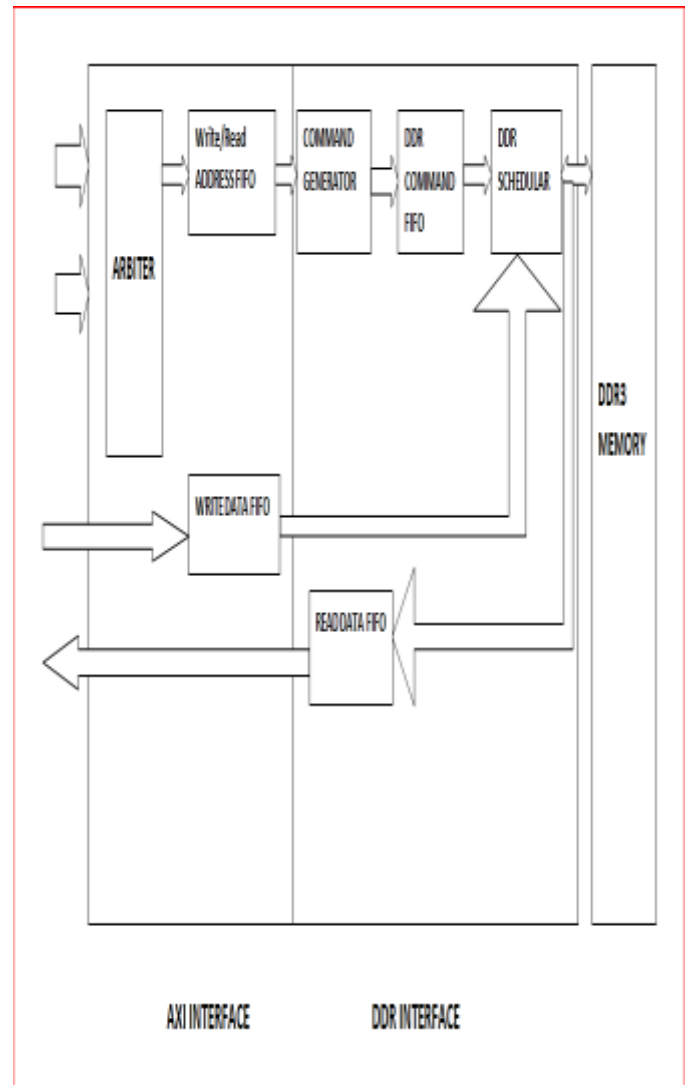 Write/Read
ADDRESS FIFO
COMMAND
GENERATOR
DDR
COMMAND
FIFO
DDR
SCHEDULAR
ARBITER
DDR3
MEMORY
WRITE DATA FIFO
READ DATA FIFO
AXI INTERFACE
DDR INTERFACE